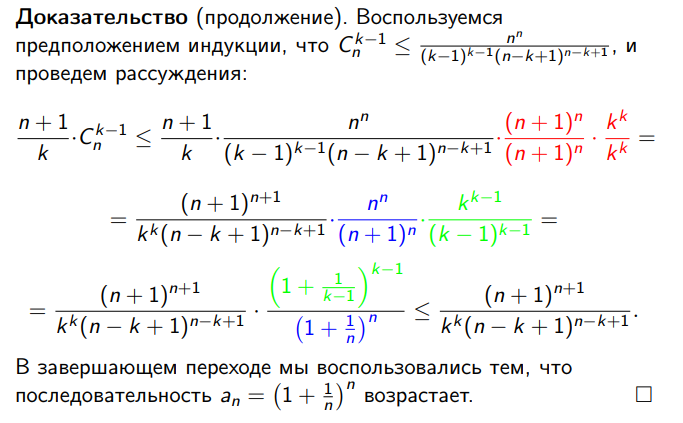 Доказательство (продолжение). Воспользуемся
предположением индукции, что $C_n^{k-1} \leq \frac{n^n}{(k-1)^{k-1}(n-k+1)^{n-k+1}}$, и
проведем рассуждения:
$\frac{n+1}{k} \cdot C_n^{k-1} \leq \frac{n+1}{k} \cdot \frac{n^n}{(k-1)^{k-1}(n-k+1)^{n-k+1}} \cdot \frac{(n+1)^n}{(n+1)^n} \cdot \frac{k^k}{k^k} =$
$= \frac{(n+1)^{n+1}}{k^k(n-k+1)^{n-k+1}} \cdot \frac{n^n}{(n+1)^n} \cdot \frac{k^{k-1}}{(k-1)^{k-1}} =$
$= \frac{(n+1)^{n+1}}{k^k(n-k+1)^{n-k+1}} \cdot \frac{\left(1+\frac{1}{k-1}\right)^{k-1}}{\left(1+\frac{1}{n}\right)^n} \leq \frac{(n+1)^{n+1}}{k^k(n-k+1)^{n-k+1}}.$
В завершающем переходе мы воспользовались тем, что
последовательность $a_n = \left(1+\frac{1}{n}\right)^n$ возрастает. □